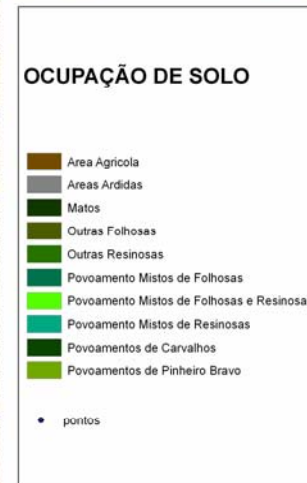 OCUPAÇÃO DE SOLO
Area Agricola
Areas Ardidas
Matos
Outras Folhosas
Outras Resinosas
Povoamento Mistos de Folhosas
Povoamento Mistos de Folhosas e Resinosa
Povoamento Mistos de Resinosas
Povoamentos de Carvalhos
Povoamentos de Pinheiro Bravo
pontos